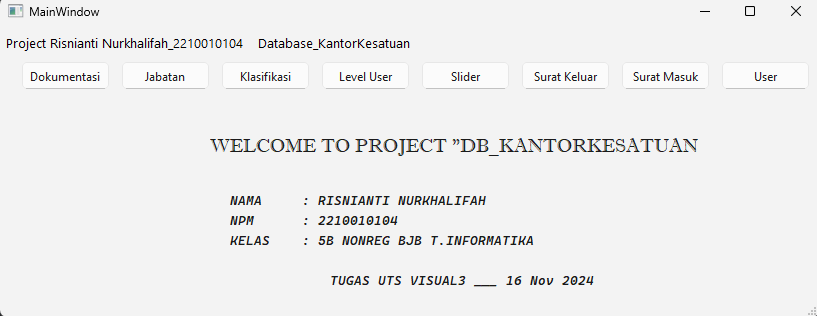 MainWindow
Project Risnianti Nurkhalifah_2210010104 Database_KantorKesatuan
Dokumentasi Jabatan Klasifikasi Level User Slider Surat Keluar Surat Masuk User
WELCOME TO PROJECT "DB_KANTORKESATUAN
NAMA : RISNIANTI NURKHALIFAH
NPM : 2210010104
KELAS : 5B NONREG BJB T.INFORMATIKA
TUGAS UTS VISUAL3 ___ 16 Nov 2024